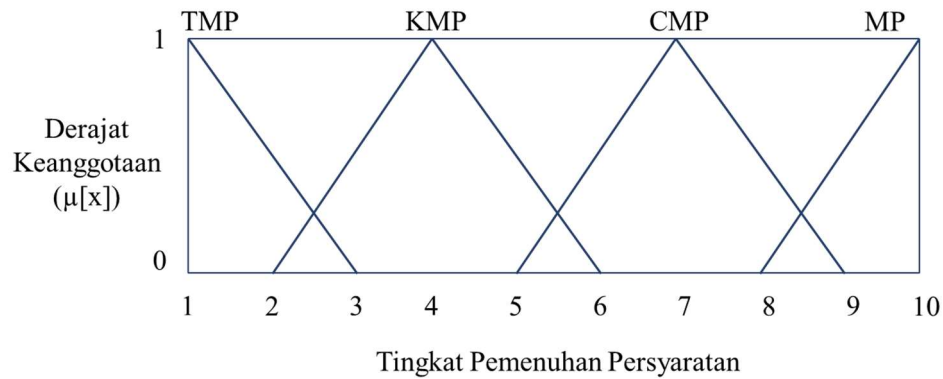 TMP KMP CMP MP
1
Derajat
Keanggotaan
(µ[x])
0
1 2 3 4 5 6 7 8 9 10
Tingkat Pemenuhan Persyaratan